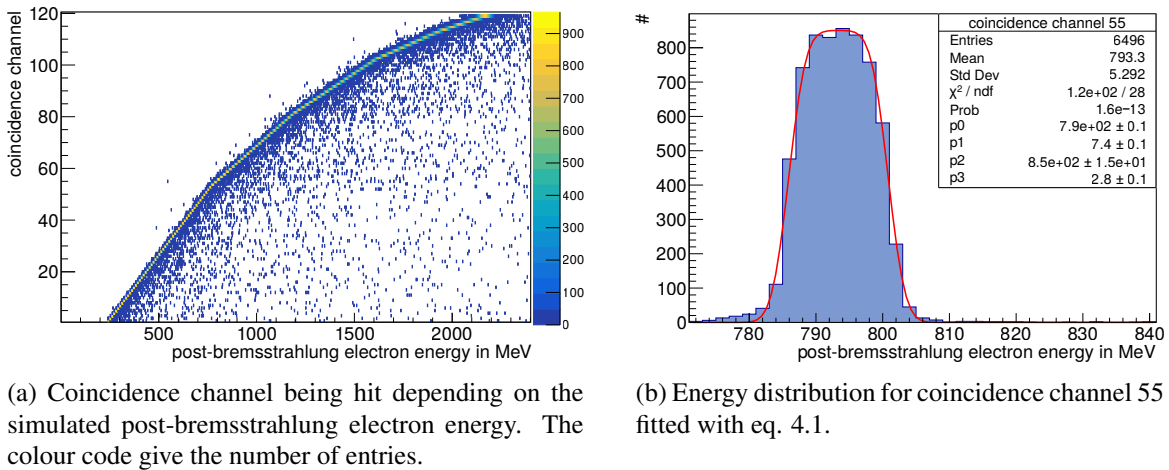 120
100
80
60
40
20
coincidence channel
500
1000
1500
2000
post-bremsstrahlung electron energy in MeV
900
800
700
600
500
400
300
200
100
0
#
800
700
600
500
400
300
200
100
0
780
790
800
810
820
830
840
post-bremsstrahlung electron energy in MeV
coincidence channel 55
Entries 6496
Mean 793.3
Std Dev 5.292
χ² / ndf 1.2e+02 / 28
Prob 1.6e−13
p0 7.9e+02 ± 0.1
p1 7.4 ± 0.1
p2 8.5e+02 ± 1.5e+01
p3 2.8 ± 0.1
(a) Coincidence channel being hit depending on the
simulated post-bremsstrahlung electron energy. The
colour code give the number of entries.
(b) Energy distribution for coincidence channel 55
fitted with eq. 4.1.